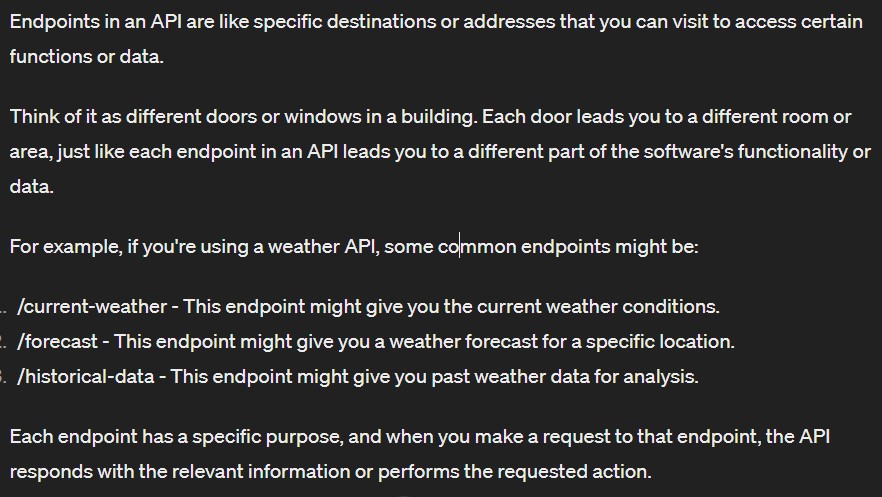 Endpoints in an API are like specific destinations or addresses that you can visit to access certain
functions or data.
Think of it as different doors or windows in a building. Each door leads you to a different room or
area, just like each endpoint in an API leads you to a different part of the software's functionality or
data.
For example, if you're using a weather API, some common endpoints might be:
. /current-weather - This endpoint might give you the current weather conditions.
. /forecast - This endpoint might give you a weather forecast for a specific location.
. /historical-data - This endpoint might give you past weather data for analysis.
Each endpoint has a specific purpose, and when you make a request to that endpoint, the API
responds with the relevant information or performs the requested action.